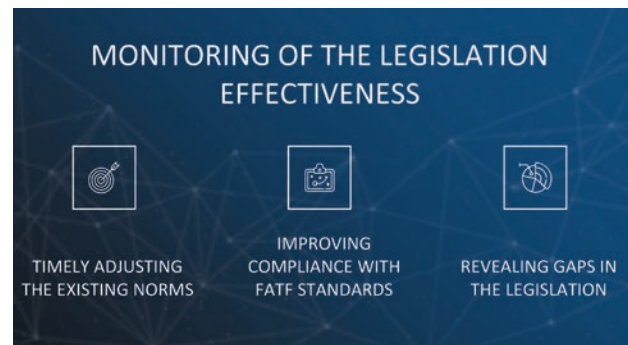 MONITORING OF THE LEGISLATION
EFFECTIVENESS
TIMELY ADJUSTING
THE EXISTING NORMS
IMPROVING
COMPLIANCE WITH
FATF STANDARDS
REVEALING GAPS IN
THE LEGISLATION